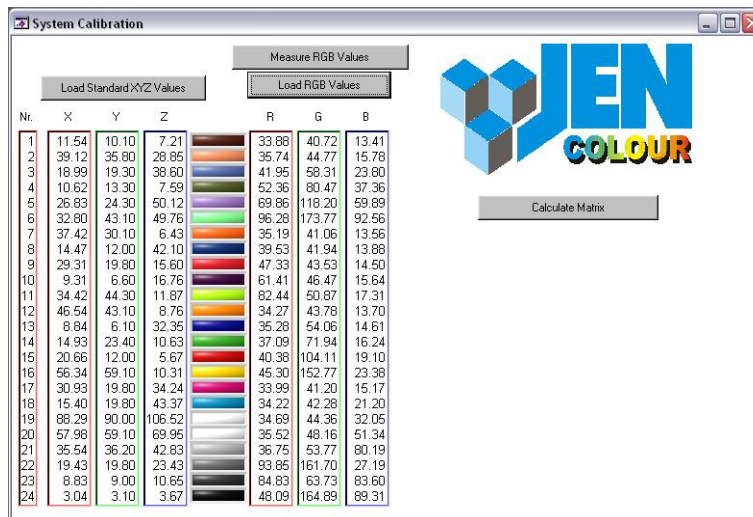 System Calibration
Measure RGB Values
Load Standard XYZ Values
Load RGB Values
Nr. X Y Z R G B
1 11.54 10.10 7.21 33.88 40.72 13.41
2 39.12 35.80 28.85 35.74 44.77 15.78
3 18.99 19.30 38.60 41.95 58.31 23.80
4 10.62 13.30 7.59 52.36 80.47 37.36
5 26.83 24.30 50.12 69.86 118.20 59.89
6 32.80 43.10 49.76 96.28 173.77 92.56
7 37.42 30.10 6.43 35.19 41.06 13.56
8 14.47 12.00 42.10 39.53 41.94 13.88
9 29.31 19.80 15.60 47.33 43.53 14.50
10 9.31 6.60 16.76 61.41 46.47 15.64
11 34.42 44.30 11.87 82.44 50.87 17.31
12 46.54 43.10 8.76 34.27 43.78 13.70
13 8.84 6.10 32.35 35.28 54.06 14.61
14 14.93 23.40 10.63 37.09 71.94 16.24
15 20.66 12.00 5.67 40.38 104.11 19.10
16 56.34 59.10 10.31 45.30 152.77 23.38
17 30.93 19.80 34.24 33.99 41.20 15.17
18 15.40 19.80 43.37 34.22 42.28 21.20
19 88.29 90.00 106.52 34.69 44.36 32.05
20 57.98 59.10 69.95 35.52 48.16 51.34
21 35.54 36.20 42.83 36.75 53.77 80.19
22 19.43 19.80 23.43 93.85 161.70 27.19
23 8.83 9.00 10.65 84.83 63.73 83.60
24 3.04 3.10 3.67 48.09 164.89 89.31
JEN
COLOUR
Calculate Matrix